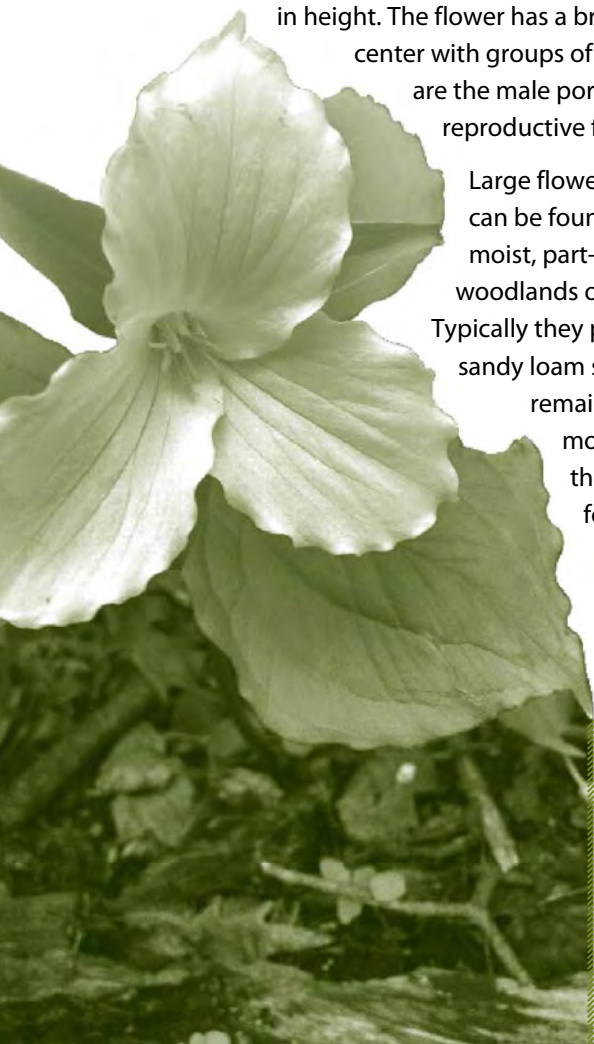 in height. The flower has a br
center with groups of
are the male por
reproductive f
Large flowe
can be foun
moist, part-
woodlands o
Typically they p
sandy loam s
remai
mo
th
fo